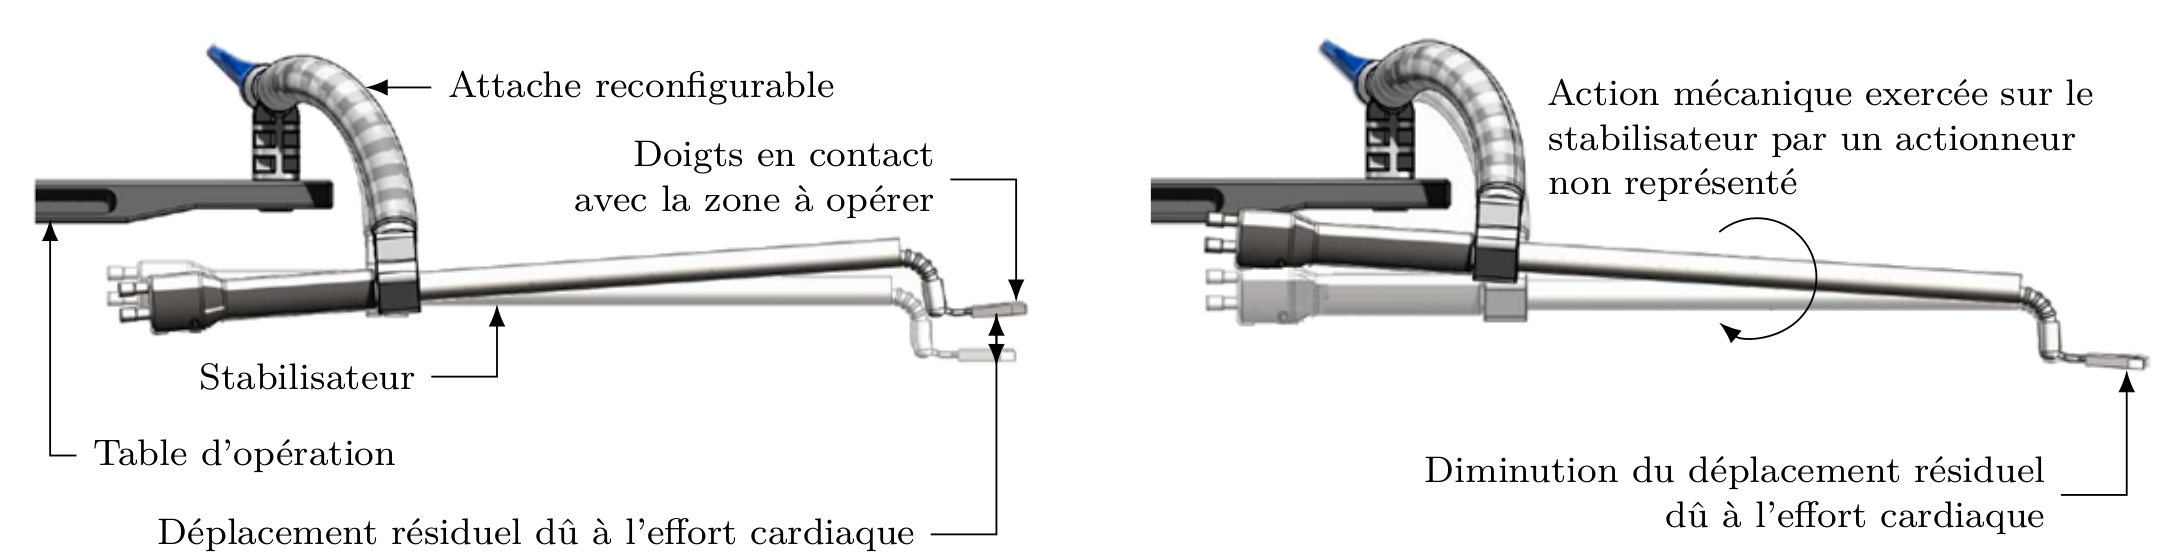 Attache reconfigurable
Doigts en contact
avec la zone à opérer
Stabilisateur
Table d'opération
Déplacement résiduel dû à l'effort cardiaque
Action mécanique exercée sur le
stabilisateur par un actionneur
non représenté
Diminution du déplacement résiduel
dû à l'effort cardiaque